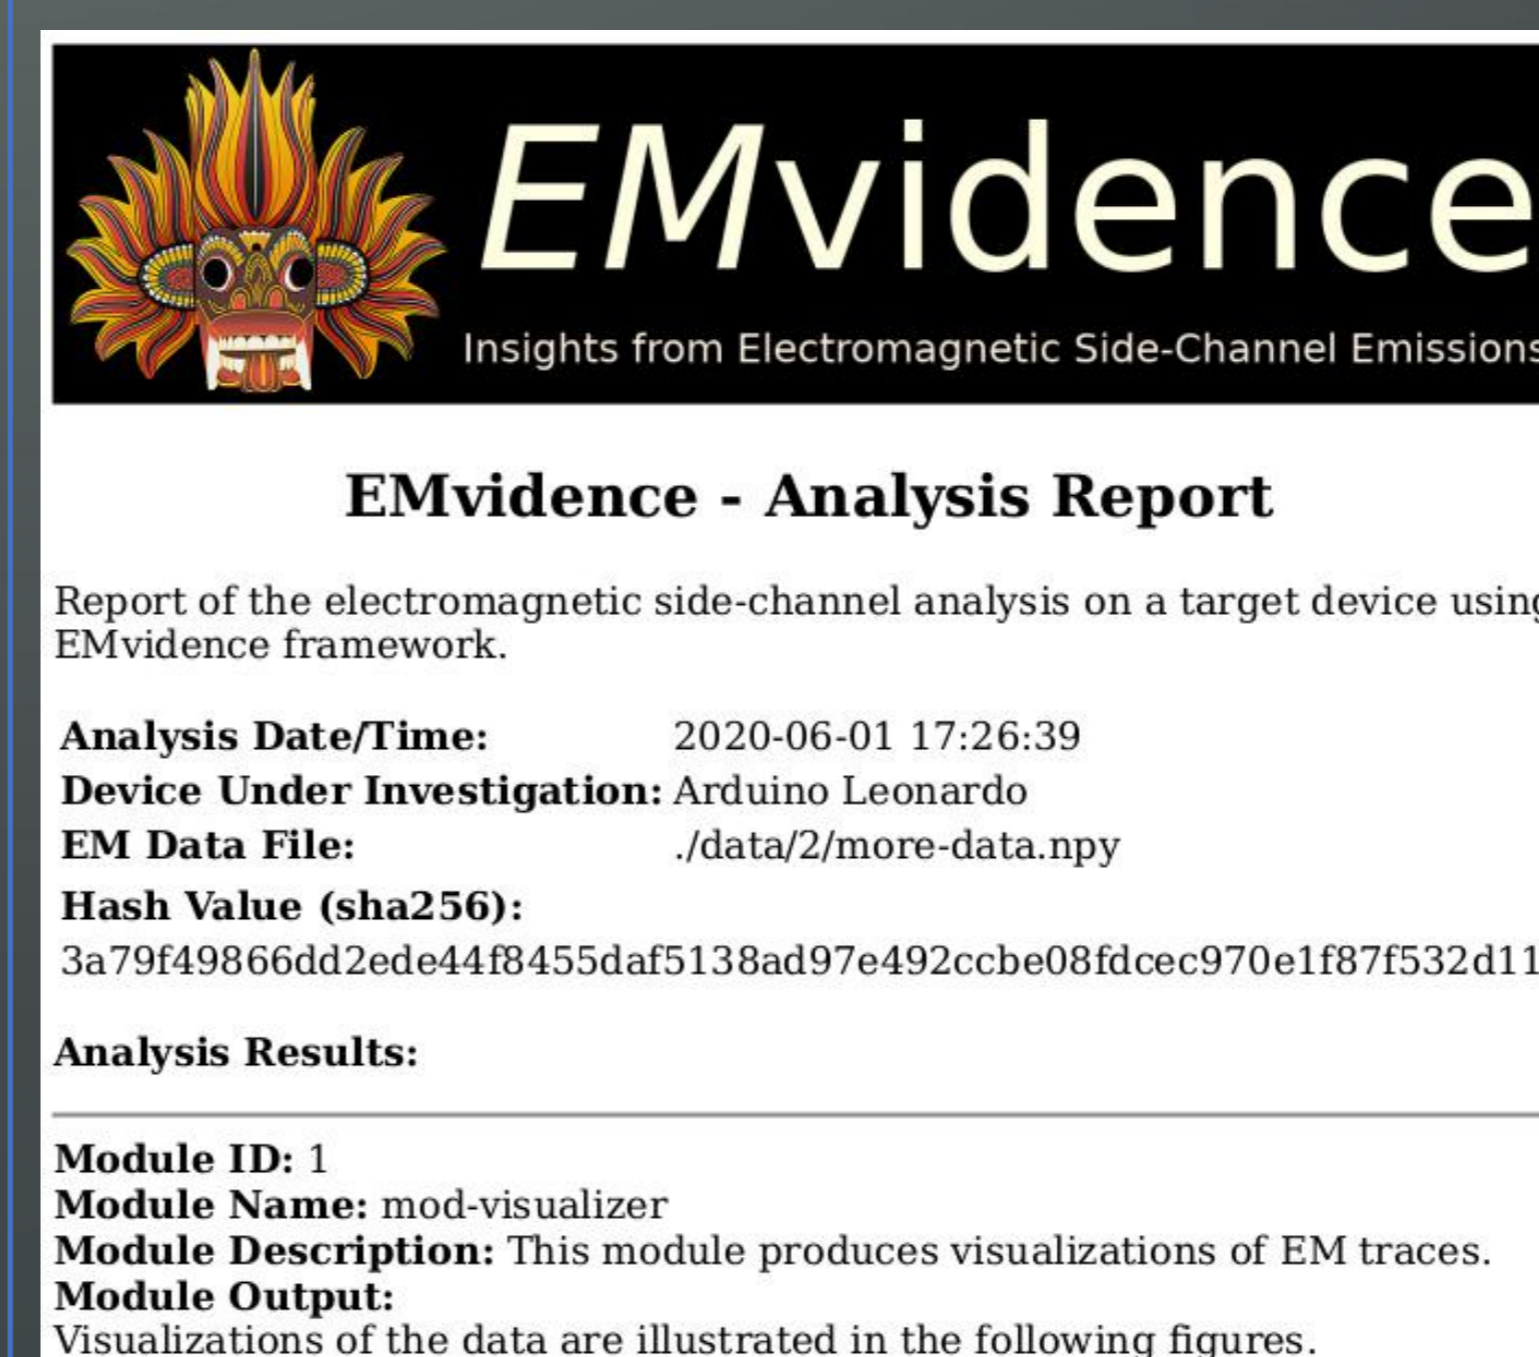 EMvidence
Insights from Electromagnetic Side-Channel Emissions
EMvidence - Analysis Report
Report of the electromagnetic side-channel analysis on a target device using
EMvidence framework.
Analysis Date/Time: 2020-06-01 17:26:39
Device Under Investigation: Arduino Leonardo
EM Data File: ./data/2/more-data.npy
Hash Value (sha256):
3a79f49866dd2ede44f8455daf5138ad97e492ccbe08fdcec970e1f87f532d11
Analysis Results:
Module ID: 1
Module Name: mod-visualizer
Module Description: This module produces visualizations of EM traces.
Module Output:
Visualizations of the data are illustrated in the following figures.